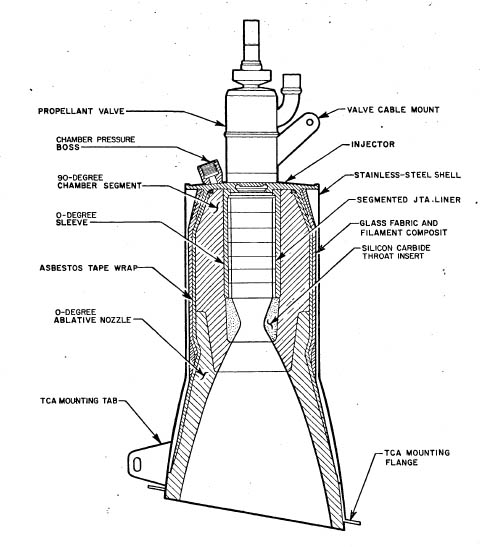 PROPELLANT VALVE
VALVE CABLE MOUNT
CHAMBER PRESSURE
BOSS
INJECTOR
90-DEGREE
CHAMBER SEGMENT
STAINLESS-STEEL SHELL
SEGMENTED JTA LINER
0-DEGREE
SLEEVE
GLASS FABRIC AND
FILAMENT COMPOSIT
SILICON CARBIDE
THROAT INSERT
ASBESTOS TAPE WRAP
0-DEGREE
ABLATIVE NOZZLE
TCA MOUNTING TAB
TCA MOUNTING
FLANGE